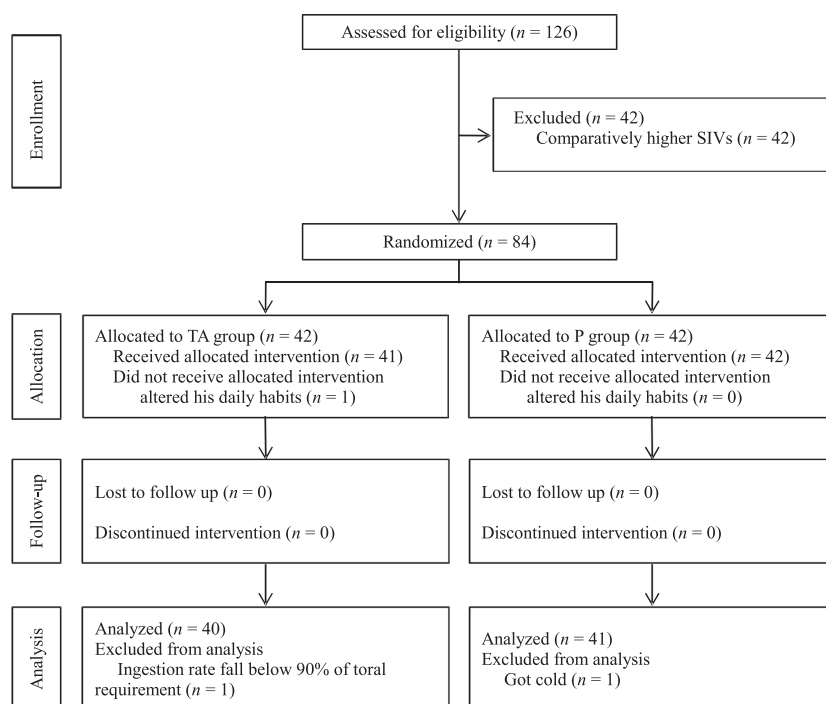 Assessed for eligibility (n = 126)
Enrollment
Excluded (n = 42)
Comparatively higher SIVs (n = 42)
Randomized (n = 84)
Allocation
Allocated to TA group (n = 42)
Received allocated intervention (n = 41)
Did not receive allocated intervention
altered his daily habits (n = 1)
Allocated to P group (n = 42)
Received allocated intervention (n = 42)
Did not receive allocated intervention
altered his daily habits (n = 0)
Follow-up
Lost to follow up (n = 0)
Discontinued intervention (n = 0)
Lost to follow up (n = 0)
Discontinued intervention (n = 0)
Analysis
Analyzed (n = 40)
Excluded from analysis
Ingestion rate fall below 90% of toral
requirement (n = 1)
Analyzed (n = 41)
Excluded from analysis
Got cold (n = 1)